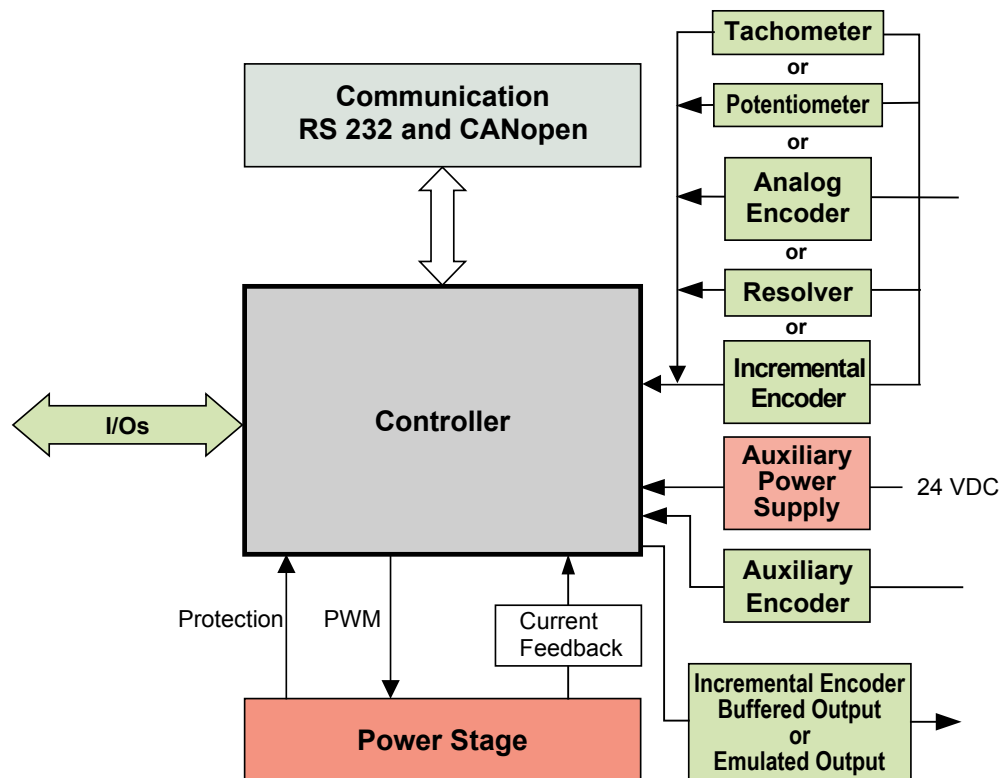 Communication
RS 232 and CANopen
Tachometer
or
Potentiometer
or
Analog
Encoder
or
Resolver
or
Incremental
Encoder
I/Os
Controller
Auxiliary
Power
Supply
24 VDC
Auxiliary
Encoder
Protection
PWM
Current
Feedback
Power Stage
Incremental Encoder
Buffered Output
or
Emulated Output